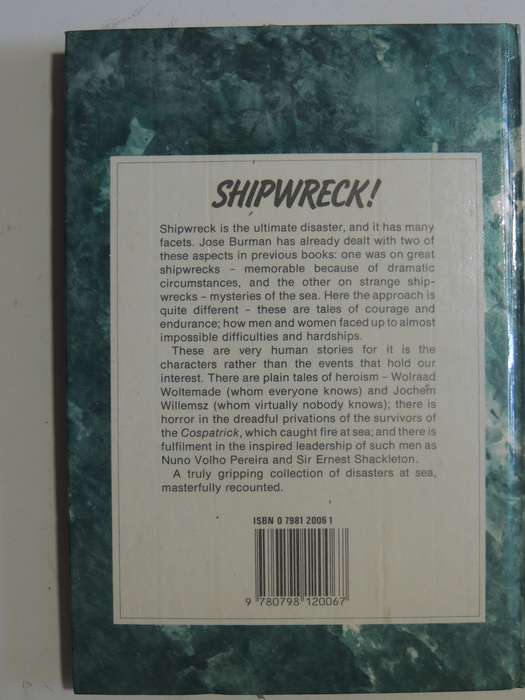 SHIPWRECK!
Shipwreck is the ultimate disaster, and it has many
facets. Jose Burman has already dealt with two of
these aspects in previous books: one was on great
shipwrecks – memorable because of dramatic
circumstances, and the other on strange ship-
wrecks – mysteries of the sea. Here the approach is
quite different – these are tales of courage and
endurance; how men and women faced up to almost
impossible difficulties and hardships.
These are very human stories for it is the
characters rather than the events that hold our
interest. There are plain tales of heroism – Wolraad
Woltemade (whom everyone knows) and Jochem
Willemsz (whom virtually nobody knows); there is
horror in the dreadful privations of the survivors of
the Cospatrick, which caught fire at sea; and there is
fulfilment in the inspired leadership of such men as
Nuno Volho Pereira and Sir Ernest Shackleton.
A truly gripping collection of disasters at sea,
masterfully recounted.
ISBN 0 7981 2006 1
9 780798 120067